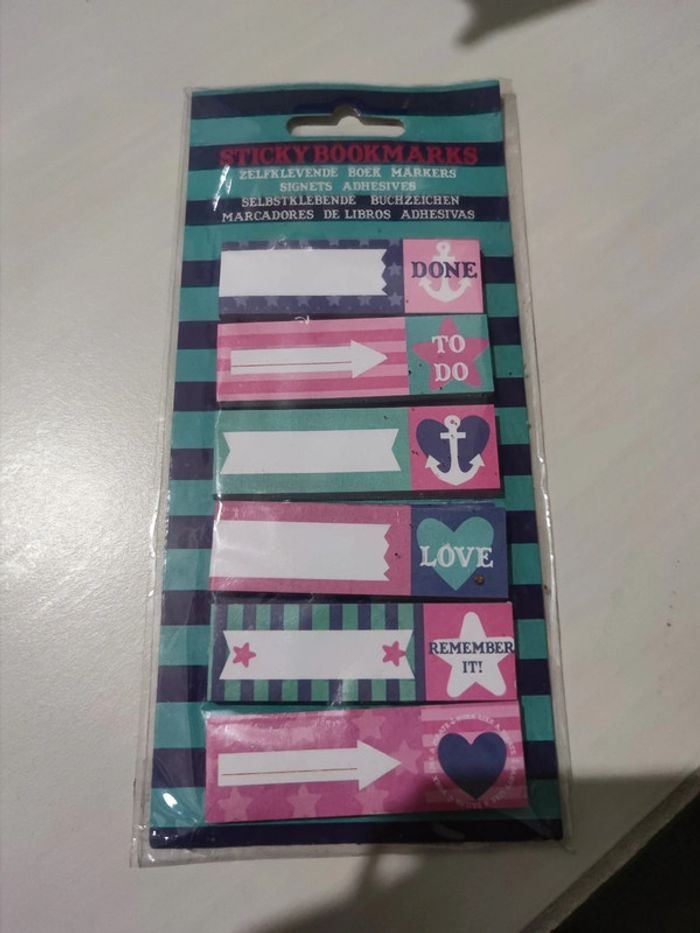 STICKY BOOKMARKS
ZELFKLEVENDE BOEK MARKERS
SIGNETS ADHESIVES
SELBSTKLEBENDE BUCHZEICHEN
MARCADORES DE LIBROS ADHESIVAS
DONE
TO
DO
LOVE
REMEMBER
IT!